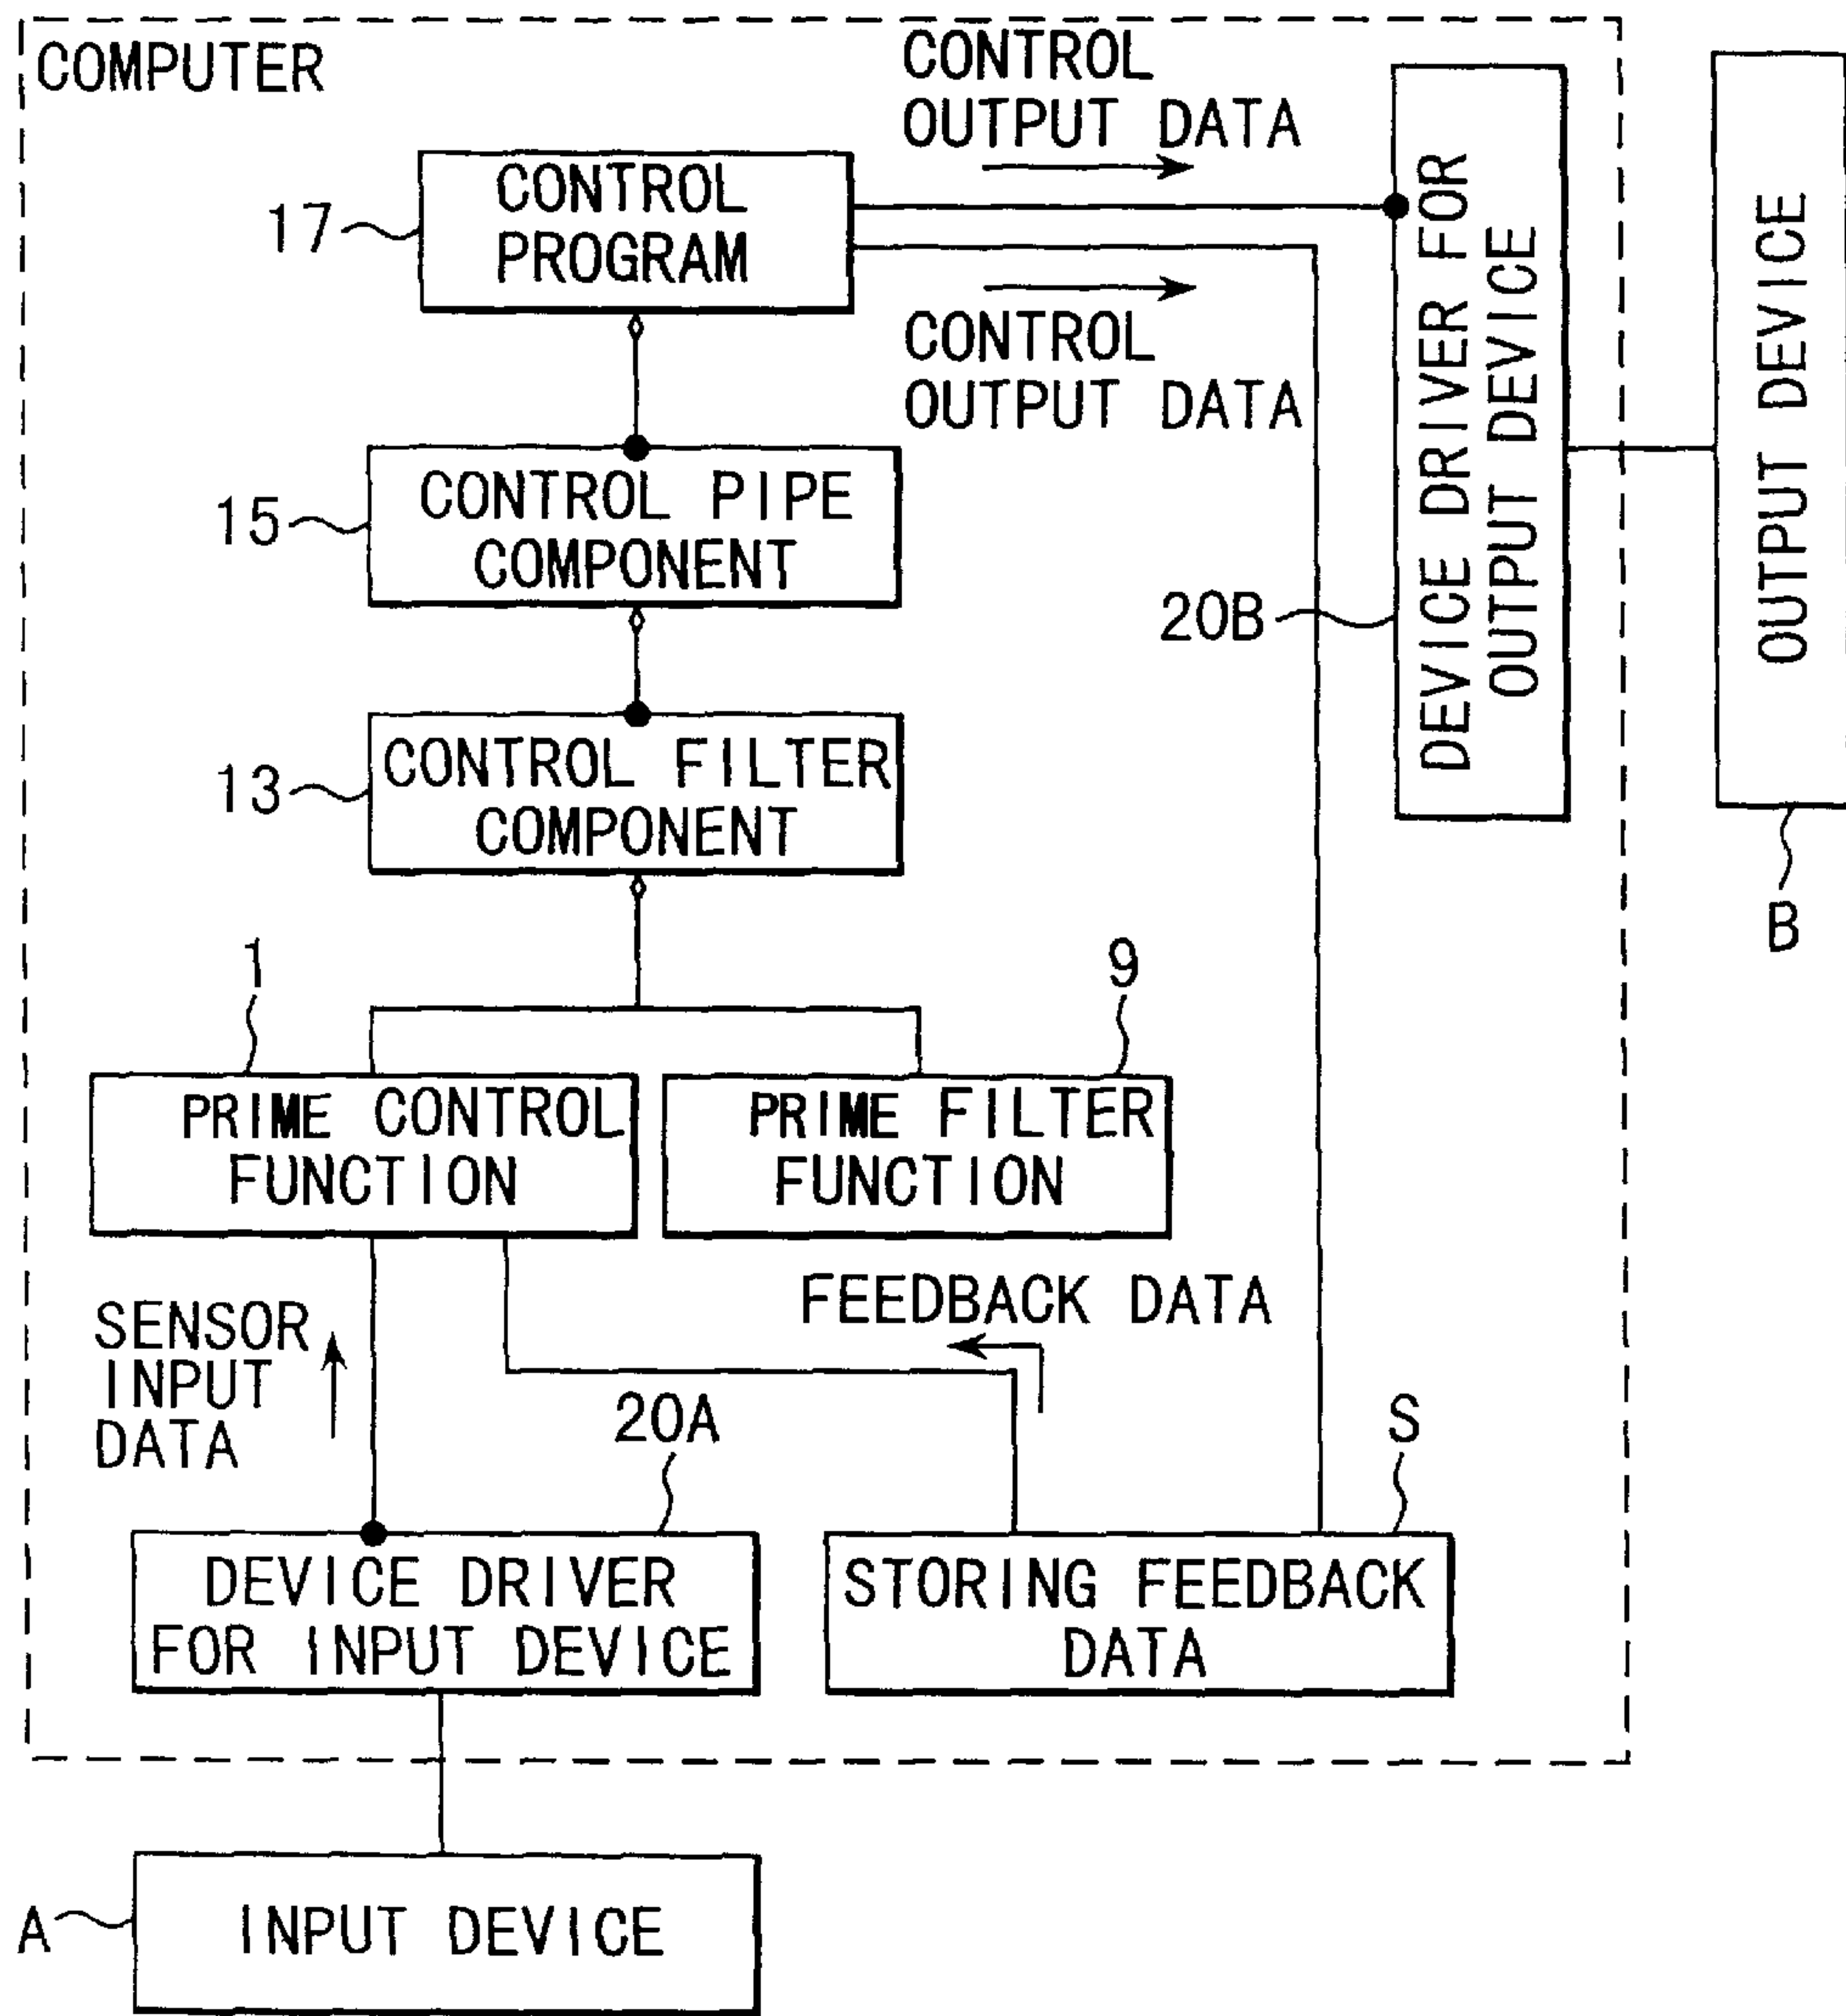 COMPUTER
CONTROL
OUTPUT DATA
CONTROL
PROGRAM
17
CONTROL
OUTPUT DATA
DEVICE DRIVER FOR
OUTPUT DEVICE
OUTPUT DEVICE
CONTROL PIPE
COMPONENT
15
20B
CONTROL FILTER
COMPONENT
13
B
1
9
PRIME CONTROL
FUNCTION
PRIME FILTER
FUNCTION
SENSOR
INPUT
DATA
FEEDBACK DATA
20A
S
DEVICE DRIVER
FOR INPUT DEVICE
STORING FEEDBACK
DATA
A
INPUT DEVICE